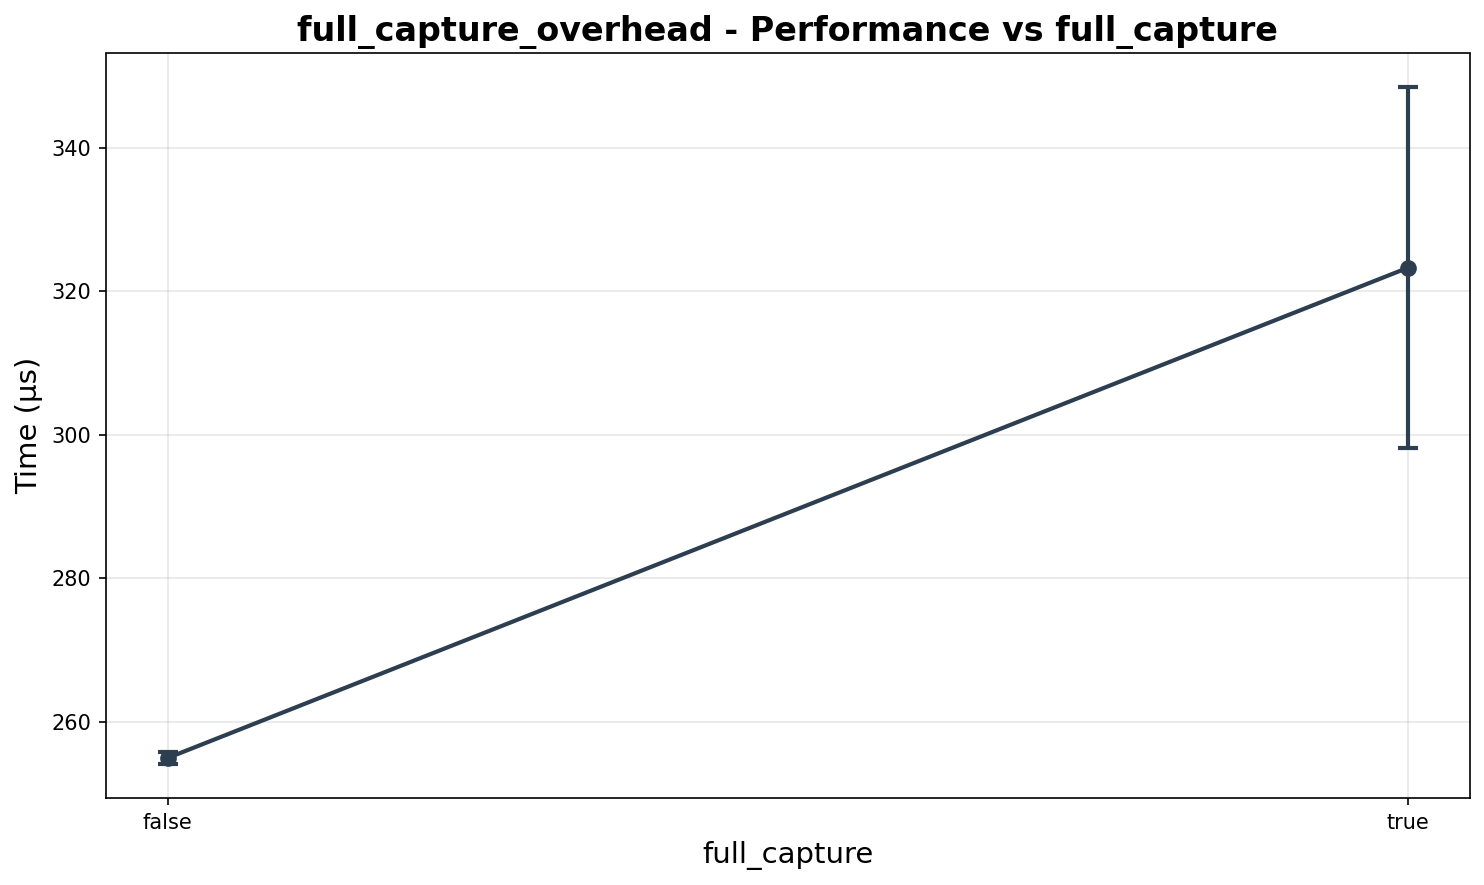 full_capture_overhead - Performance vs full_capture
340
320
300
280
260
Time (µs)
false
true
full_capture